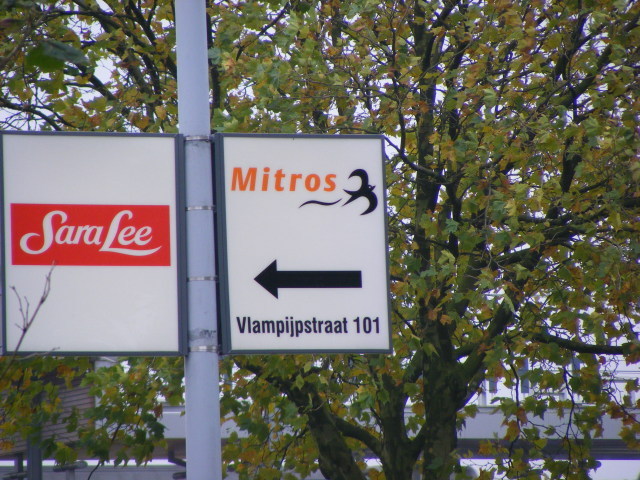 Sara Lee
Mitros
Vlampijpstraat 101